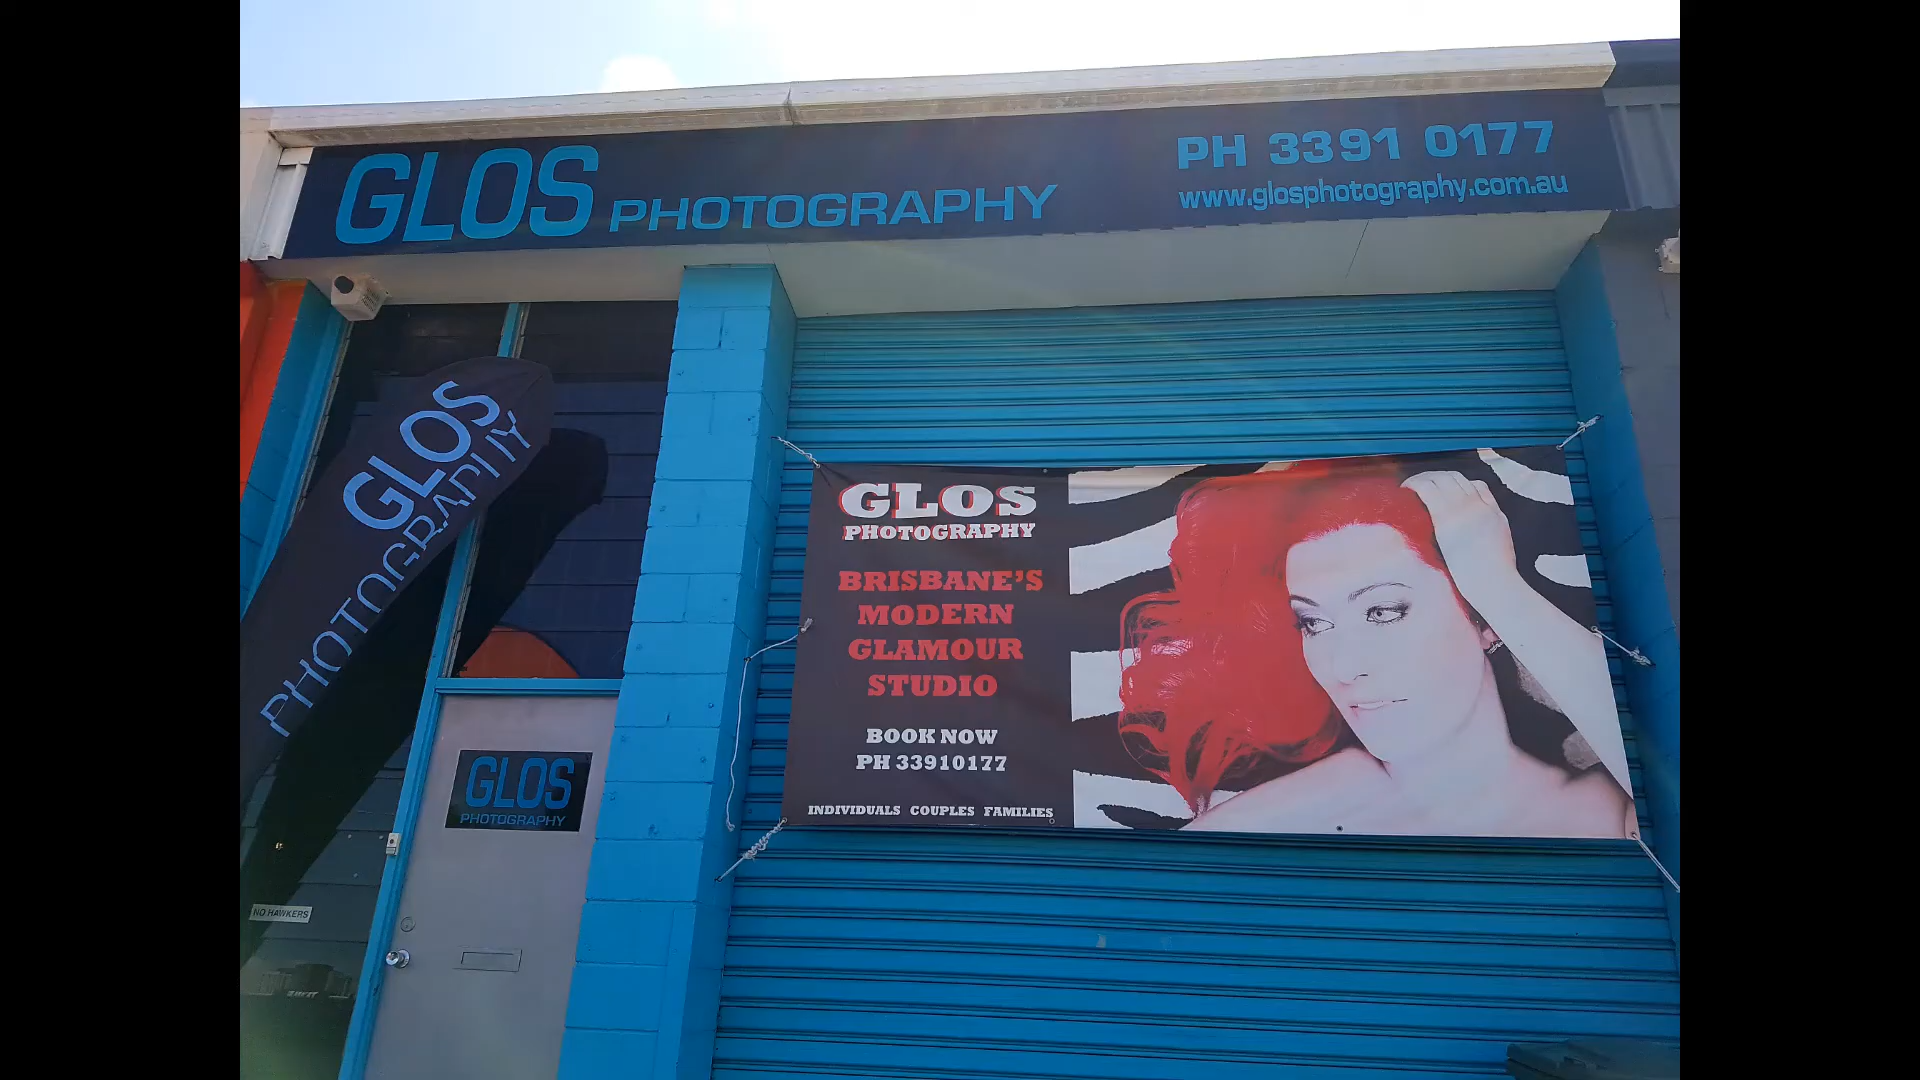 GLOS PHOTOGRAPHY
PH 3391 0177
www.glosphotography.com.au
GLOS
PHOTOGRAPHY
GLOS
PHOTOGRAPHY
BRISBANE'S
MODERN
GLAMOUR
STUDIO
BOOK NOW
PH 33910177
INDIVIDUALS COUPLES FAMILIES
GLOS
PHOTOGRAPHY
NO HAWKERS